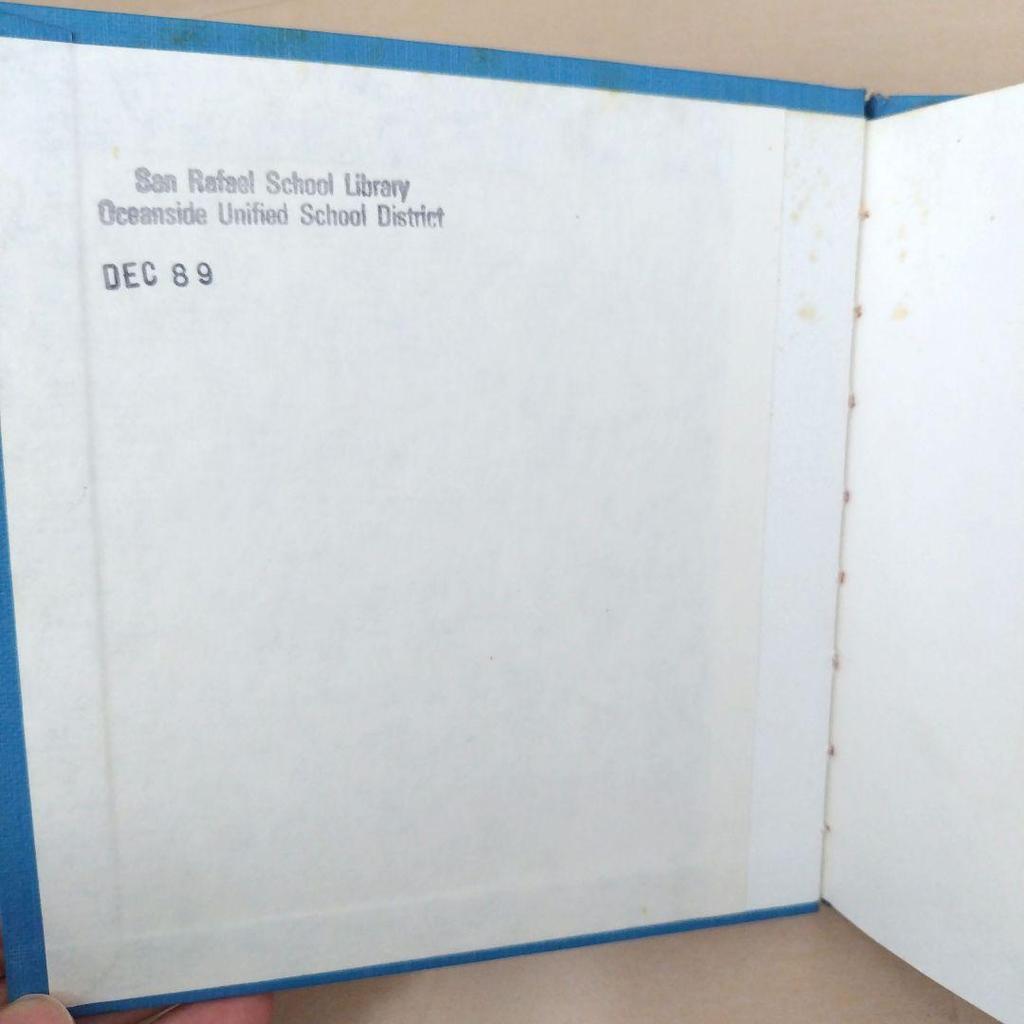 San Rafael School Library
Oceanside Unified School District
DEC 89